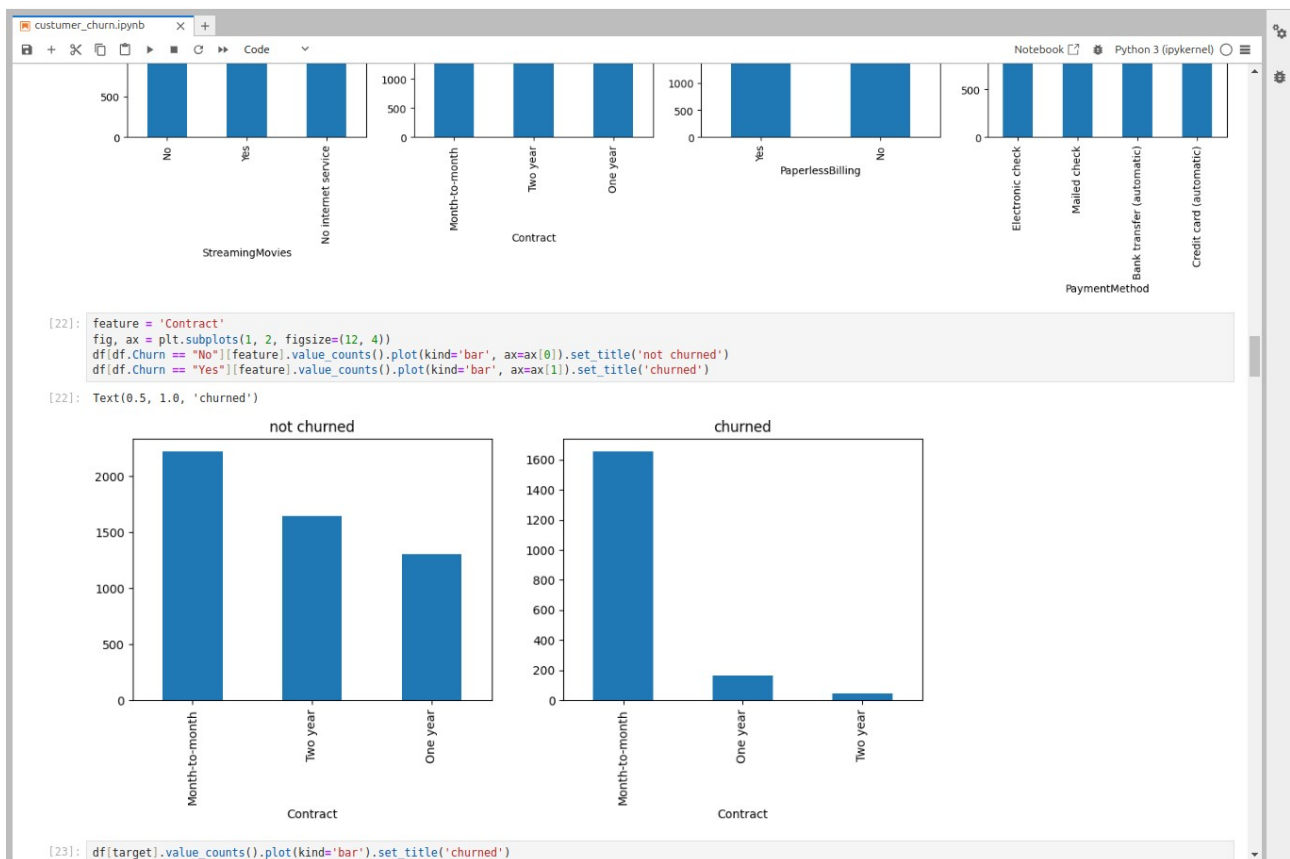 custumer_churn.ipynb
Code
Notebook
Python 3 (ipykernel)
500
0
No
Yes
No internet service
StreamingMovies
1000
500
0
Month-to-month
Two year
One year
Contract
1000
500
0
Yes
No
PaperlessBilling
500
0
Electronic check
Mailed check
Bank transfer (automatic)
Credit card (automatic)
PaymentMethod
[22]: feature = 'Contract'
fig, ax = plt.subplots(1, 2, figsize=(12, 4))
df[df.Churn == "No"][feature].value_counts().plot(kind='bar', ax=ax[0]).set_title('not churned')
df[df.Churn == "Yes"][feature].value_counts().plot(kind='bar', ax=ax[1]).set_title('churned')
[22]: Text(0.5, 1.0, 'churned')
not churned
2000
1500
1000
500
0
Month-to-month
Two year
One year
Contract
churned
1600
1400
1200
1000
800
600
400
200
0
Month-to-month
One year
Two year
Contract
[23]: df[target].value_counts().plot(kind='bar').set_title('churned')